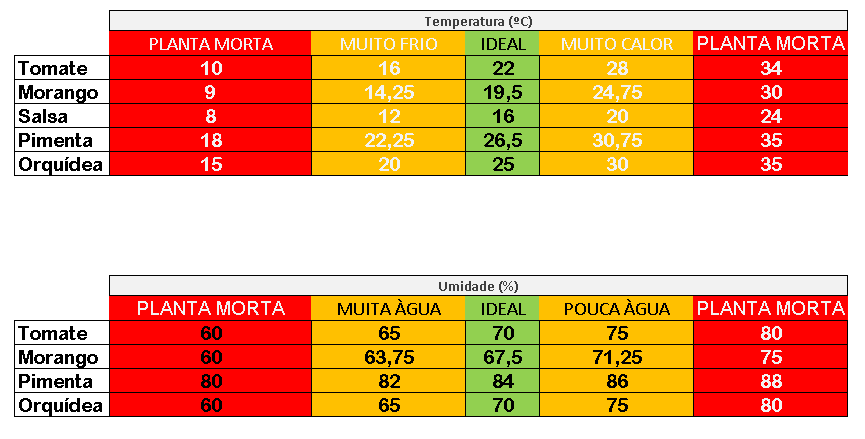 Temperatura (ºC)
PLANTA MORTA MUITO FRIO IDEAL MUITO CALOR PLANTA MORTA
Tomate 10 16 22 28 34
Morango 9 14,25 19,5 24,75 30
Salsa 8 12 16 20 24
Pimenta 18 22,25 26,5 30,75 35
Orquídea 15 20 25 30 35
Umidade (%)
PLANTA MORTA MUITA ÀGUA IDEAL POUCA ÀGUA PLANTA MORTA
Tomate 60 65 70 75 80
Morango 60 63,75 67,5 71,25 75
Pimenta 80 82 84 86 88
Orquídea 60 65 70 75 80